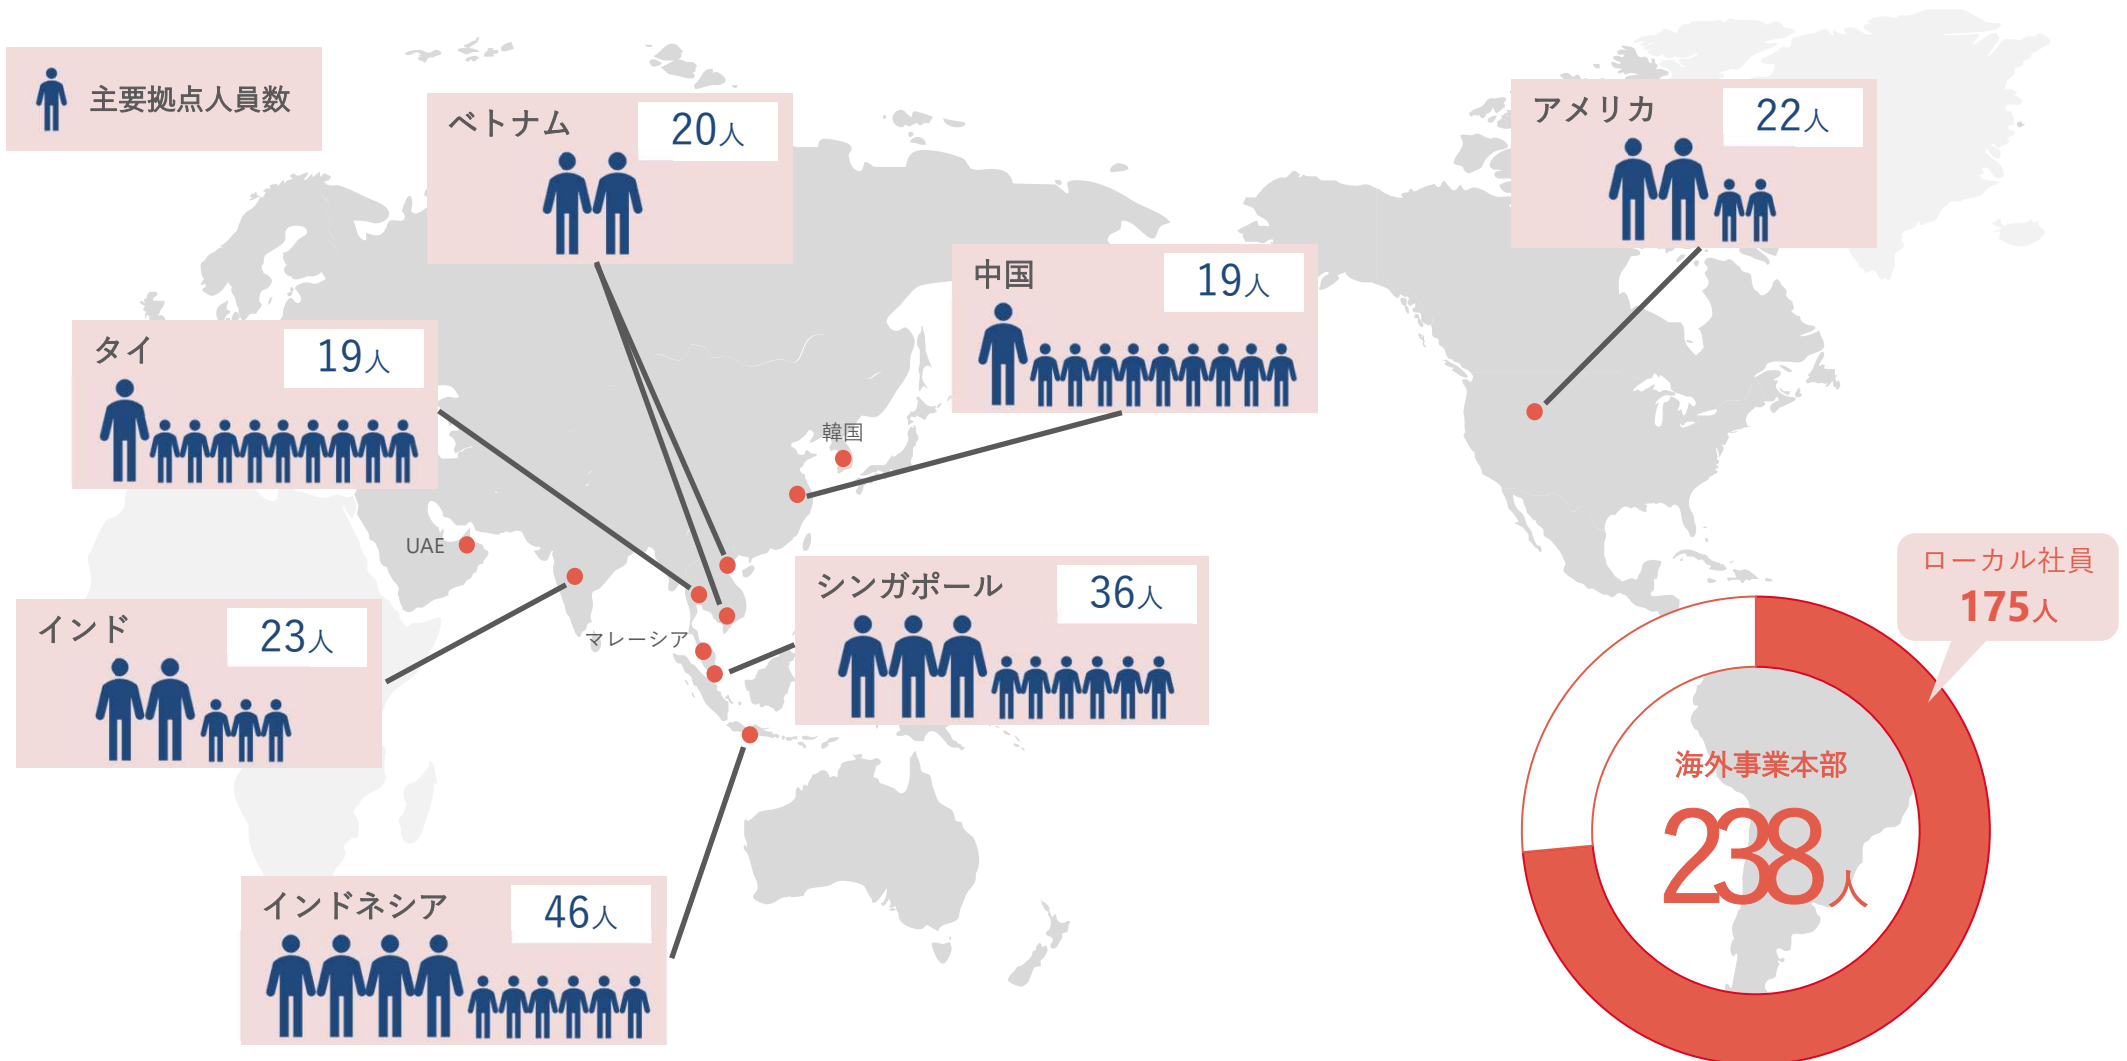 主要拠点人員数
ベトナム
20人
アメリカ
22人
中国
19人
タイ
19人
韓国
UAE
インド
23人
マレーシア
シンガポール
36人
ローカル社員
175人
海外事業本部
238人
インドネシア
46人